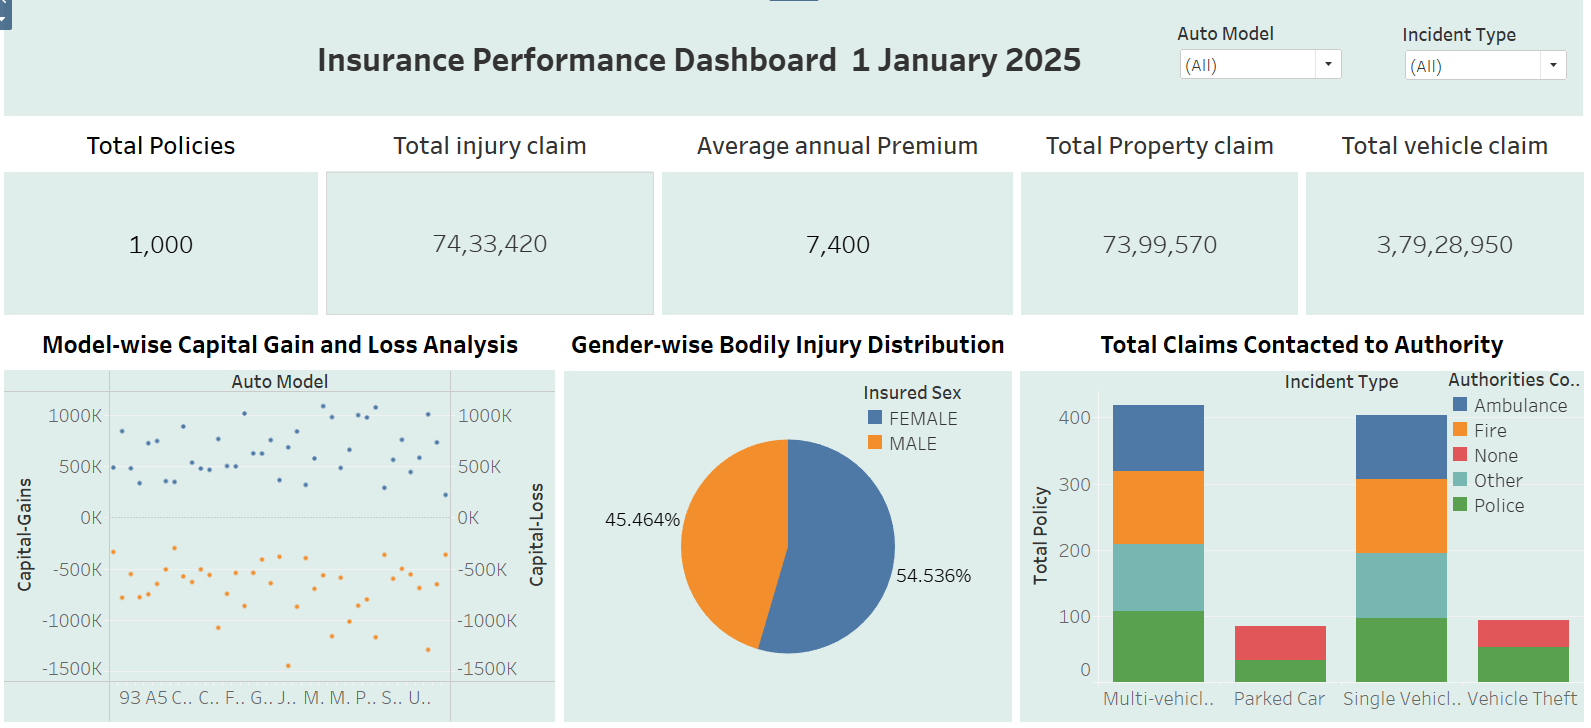 Insurance Performance Dashboard 1 January 2025
Auto Model
(All)
Incident Type
(All)
Total Policies
Total injury claim
Average annual Premium
Total Property claim
Total vehicle claim
1,000
74,33,420
7,400
73,99,570
3,79,28,950
Model-wise Capital Gain and Loss Analysis
Auto Model
Capital-Gains
1000K
500K
0K
-500K
-1000K
-1500K
1000K
500K
0K
-500K
-1000K
-1500K
Capital-Loss
93 A5 C.. C.. F.. G.. J.. M. M. P.. S.. U..
Gender-wise Bodily Injury Distribution
Insured Sex
FEMALE
MALE
45.464%
54.536%
Total Claims Contacted to Authority
Incident Type
Authorities Co..
Ambulance
Fire
None
Other
Police
Total Policy
400
300
200
100
0
Multi-vehicl.. Parked Car Single Vehicl.. Vehicle Theft